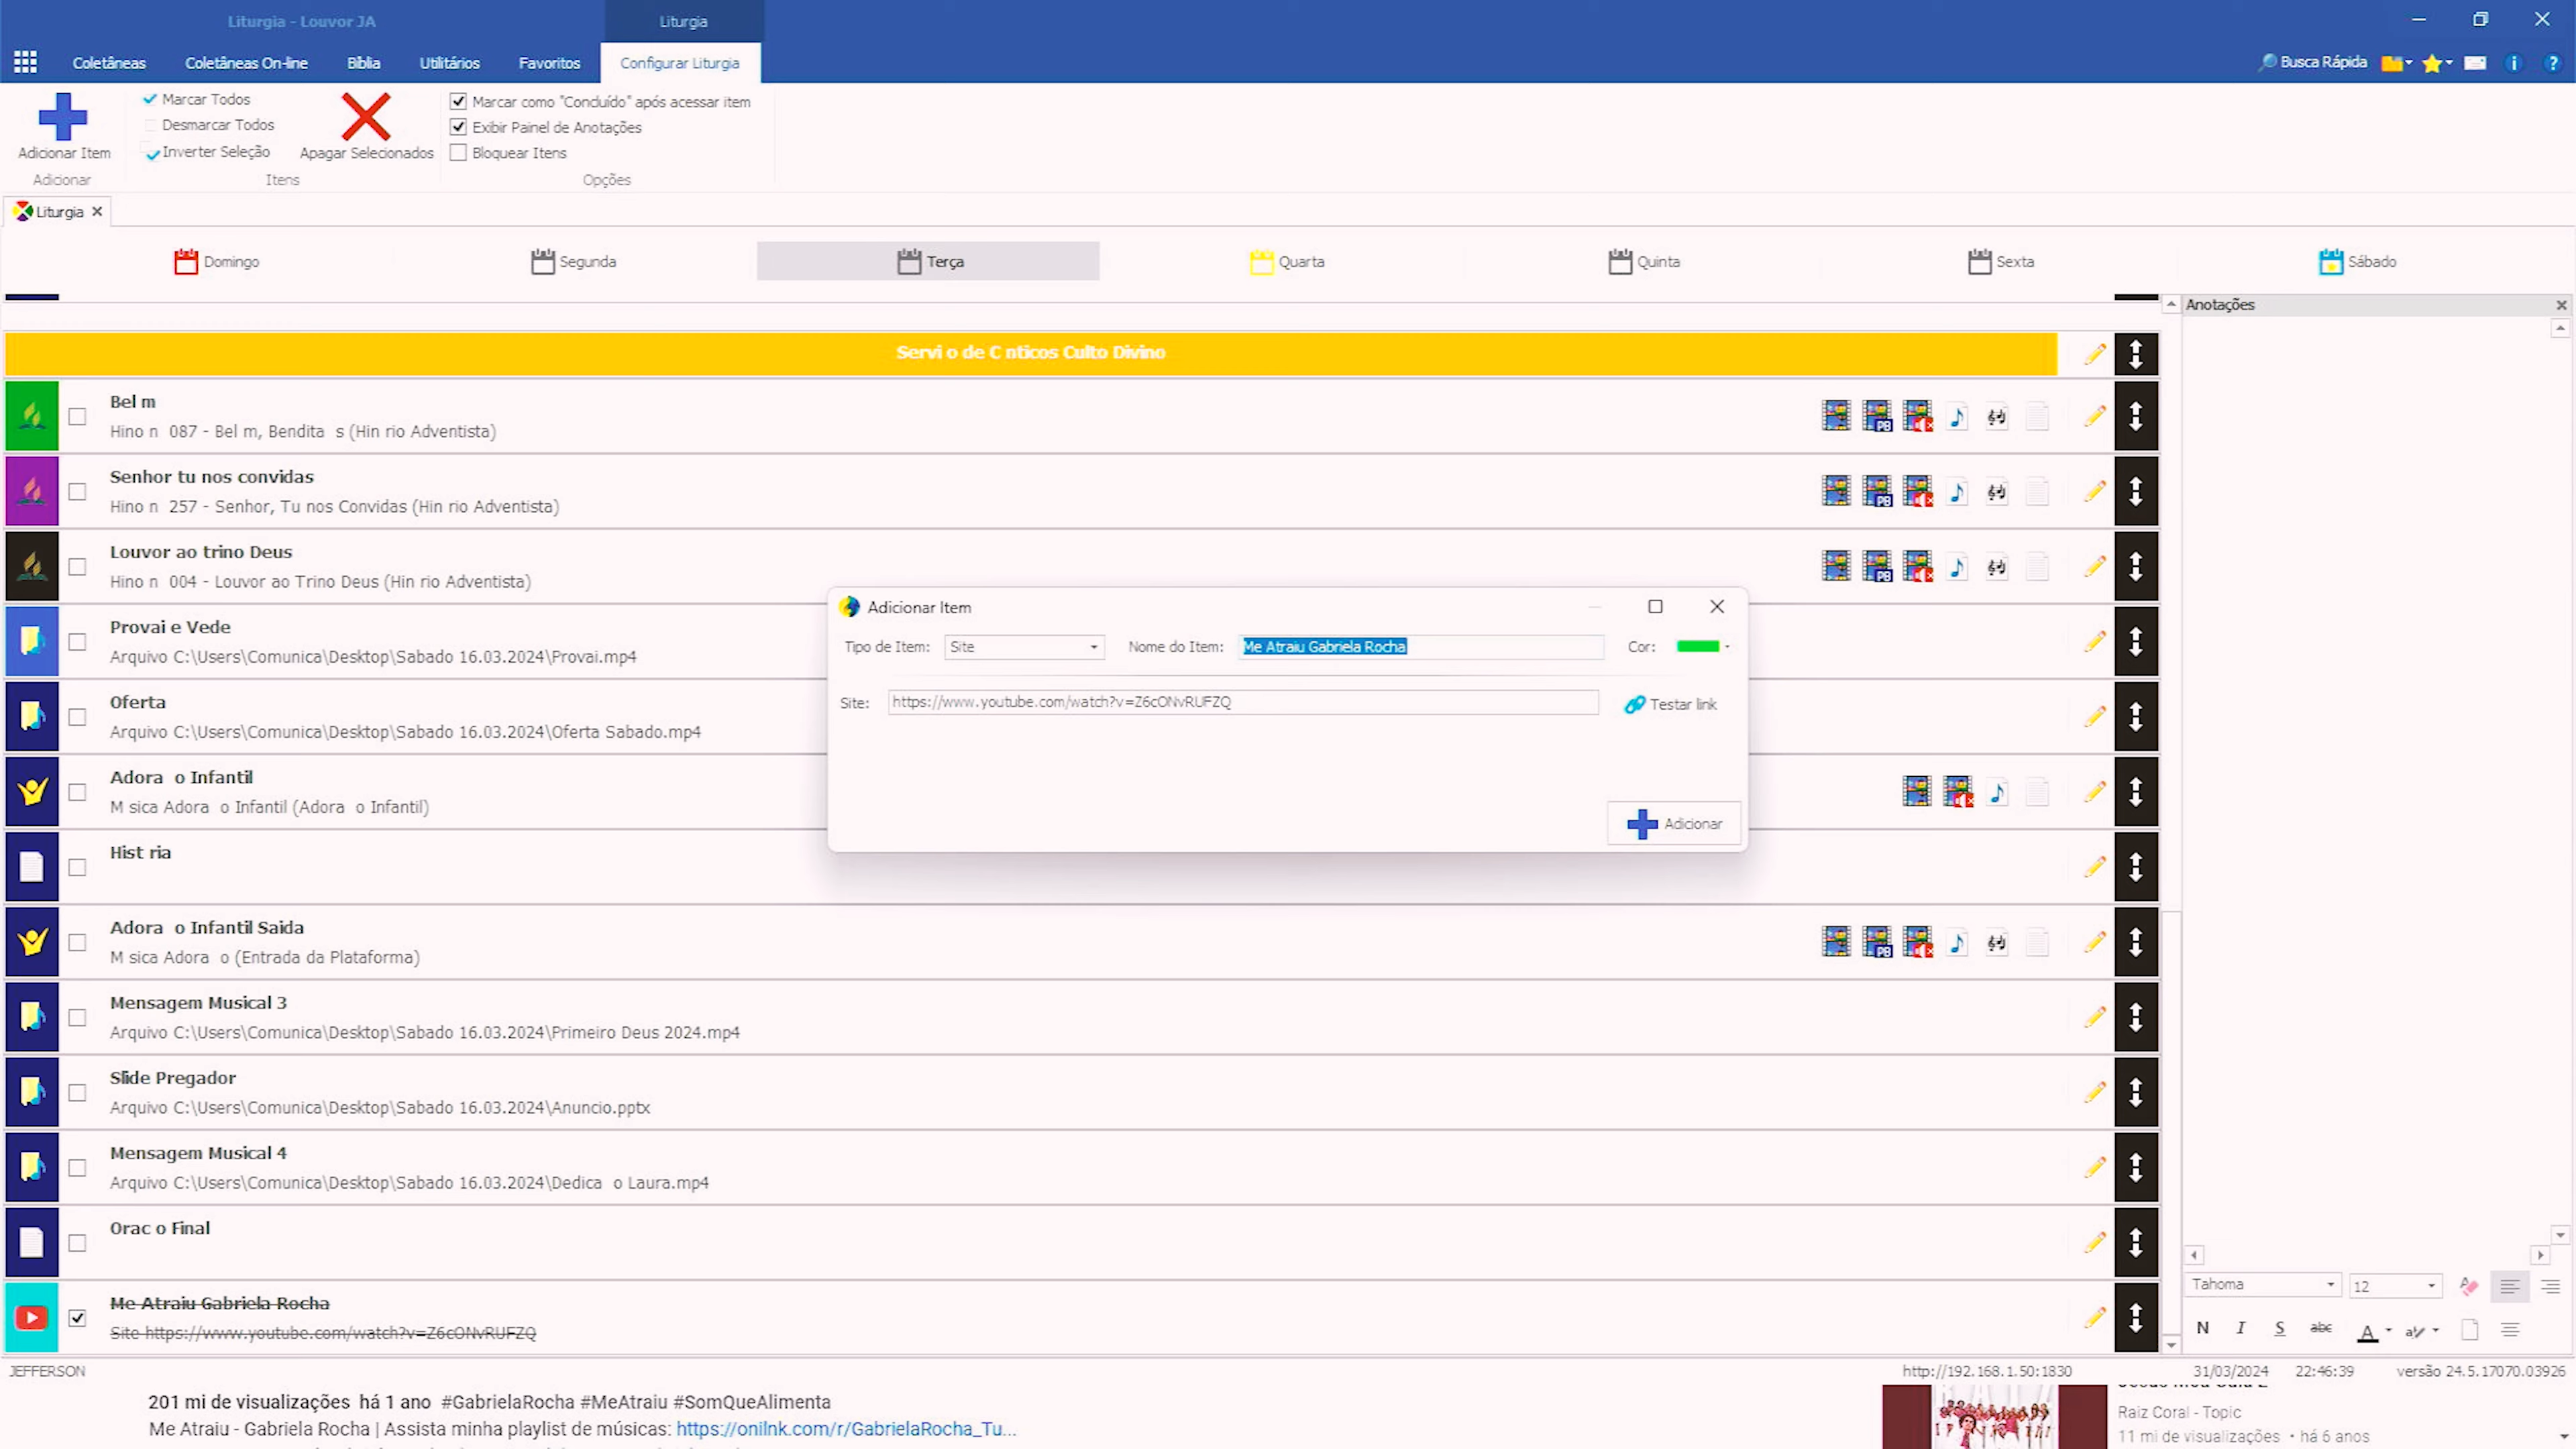 Liturgia - Louvor JA
Liturgia
Coletâneas
Coletâneas On-line
Bíblia
Utilitários
Favoritos
Configurar Liturgia
Busca Rápida
Adicionar Item
Adicionar
Marcar Todos
Desmarcar Todos
Inverter Seleção
Apagar Selecionados
Itens
Marcar como "Concluído" após acessar item
Exibir Painel de Anotações
Bloquear Itens
Opções
Liturgia
Domingo
Segunda
Terça
Quarta
Quinta
Sexta
Sábado
Anotações
Servi o de C nticos Culto Divino
Bel m
Hino n 087 - Bel m, Bendita s (Hin rio Adventista)
Senhor tu nos convidas
Hino n 257 - Senhor, Tu nos Convidas (Hin rio Adventista)
Louvor ao trino Deus
Hino n 004 - Louvor ao Trino Deus (Hin rio Adventista)
Provai e Vede
Arquivo C:\Users\Comunica\Desktop\Sabado 16.03.2024\Provai.mp4
Oferta
Arquivo C:\Users\Comunica\Desktop\Sabado 16.03.2024\Oferta Sabado.mp4
Adora o Infantil
M sica Adora o Infantil (Adora o Infantil)
Hist ria
Adora o Infantil Saida
M sica Adora o (Entrada da Plataforma)
Mensagem Musical 3
Arquivo C:\Users\Comunica\Desktop\Sabado 16.03.2024\Primeiro Deus 2024.mp4
Slide Pregador
Arquivo C:\Users\Comunica\Desktop\Sabado 16.03.2024\Anuncio.pptx
Mensagem Musical 4
Arquivo C:\Users\Comunica\Desktop\Sabado 16.03.2024\Dedica o Laura.mp4
Orac o Final
Me Atraiu Gabriela Rocha
Site https://www.youtube.com/watch?v=Z6cONvRUFZQ
Adicionar Item
Tipo de Item: Site
Nome do Item: Me Atraiu Gabriela Rocha
Cor:
Site: https://www.youtube.com/watch?v=Z6cONvRUFZQ
Testar link
Adicionar
PB
PB
PB
PB
Tahoma
12
N I S abc A ab
JEFFERSON
http://192.168.1.50:1830
31/03/2024
22:46:39
versão 24.5.17070.03926
201 mi de visualizações há 1 ano #GabrielaRocha #MeAtraiu #SomQueAlimenta
Me Atraiu - Gabriela Rocha | Assista minha playlist de músicas: https://onilnk.com/r/GabrielaRocha_Tu...
Raiz Coral - Topic
11 mi de visualizações • há 6 anos